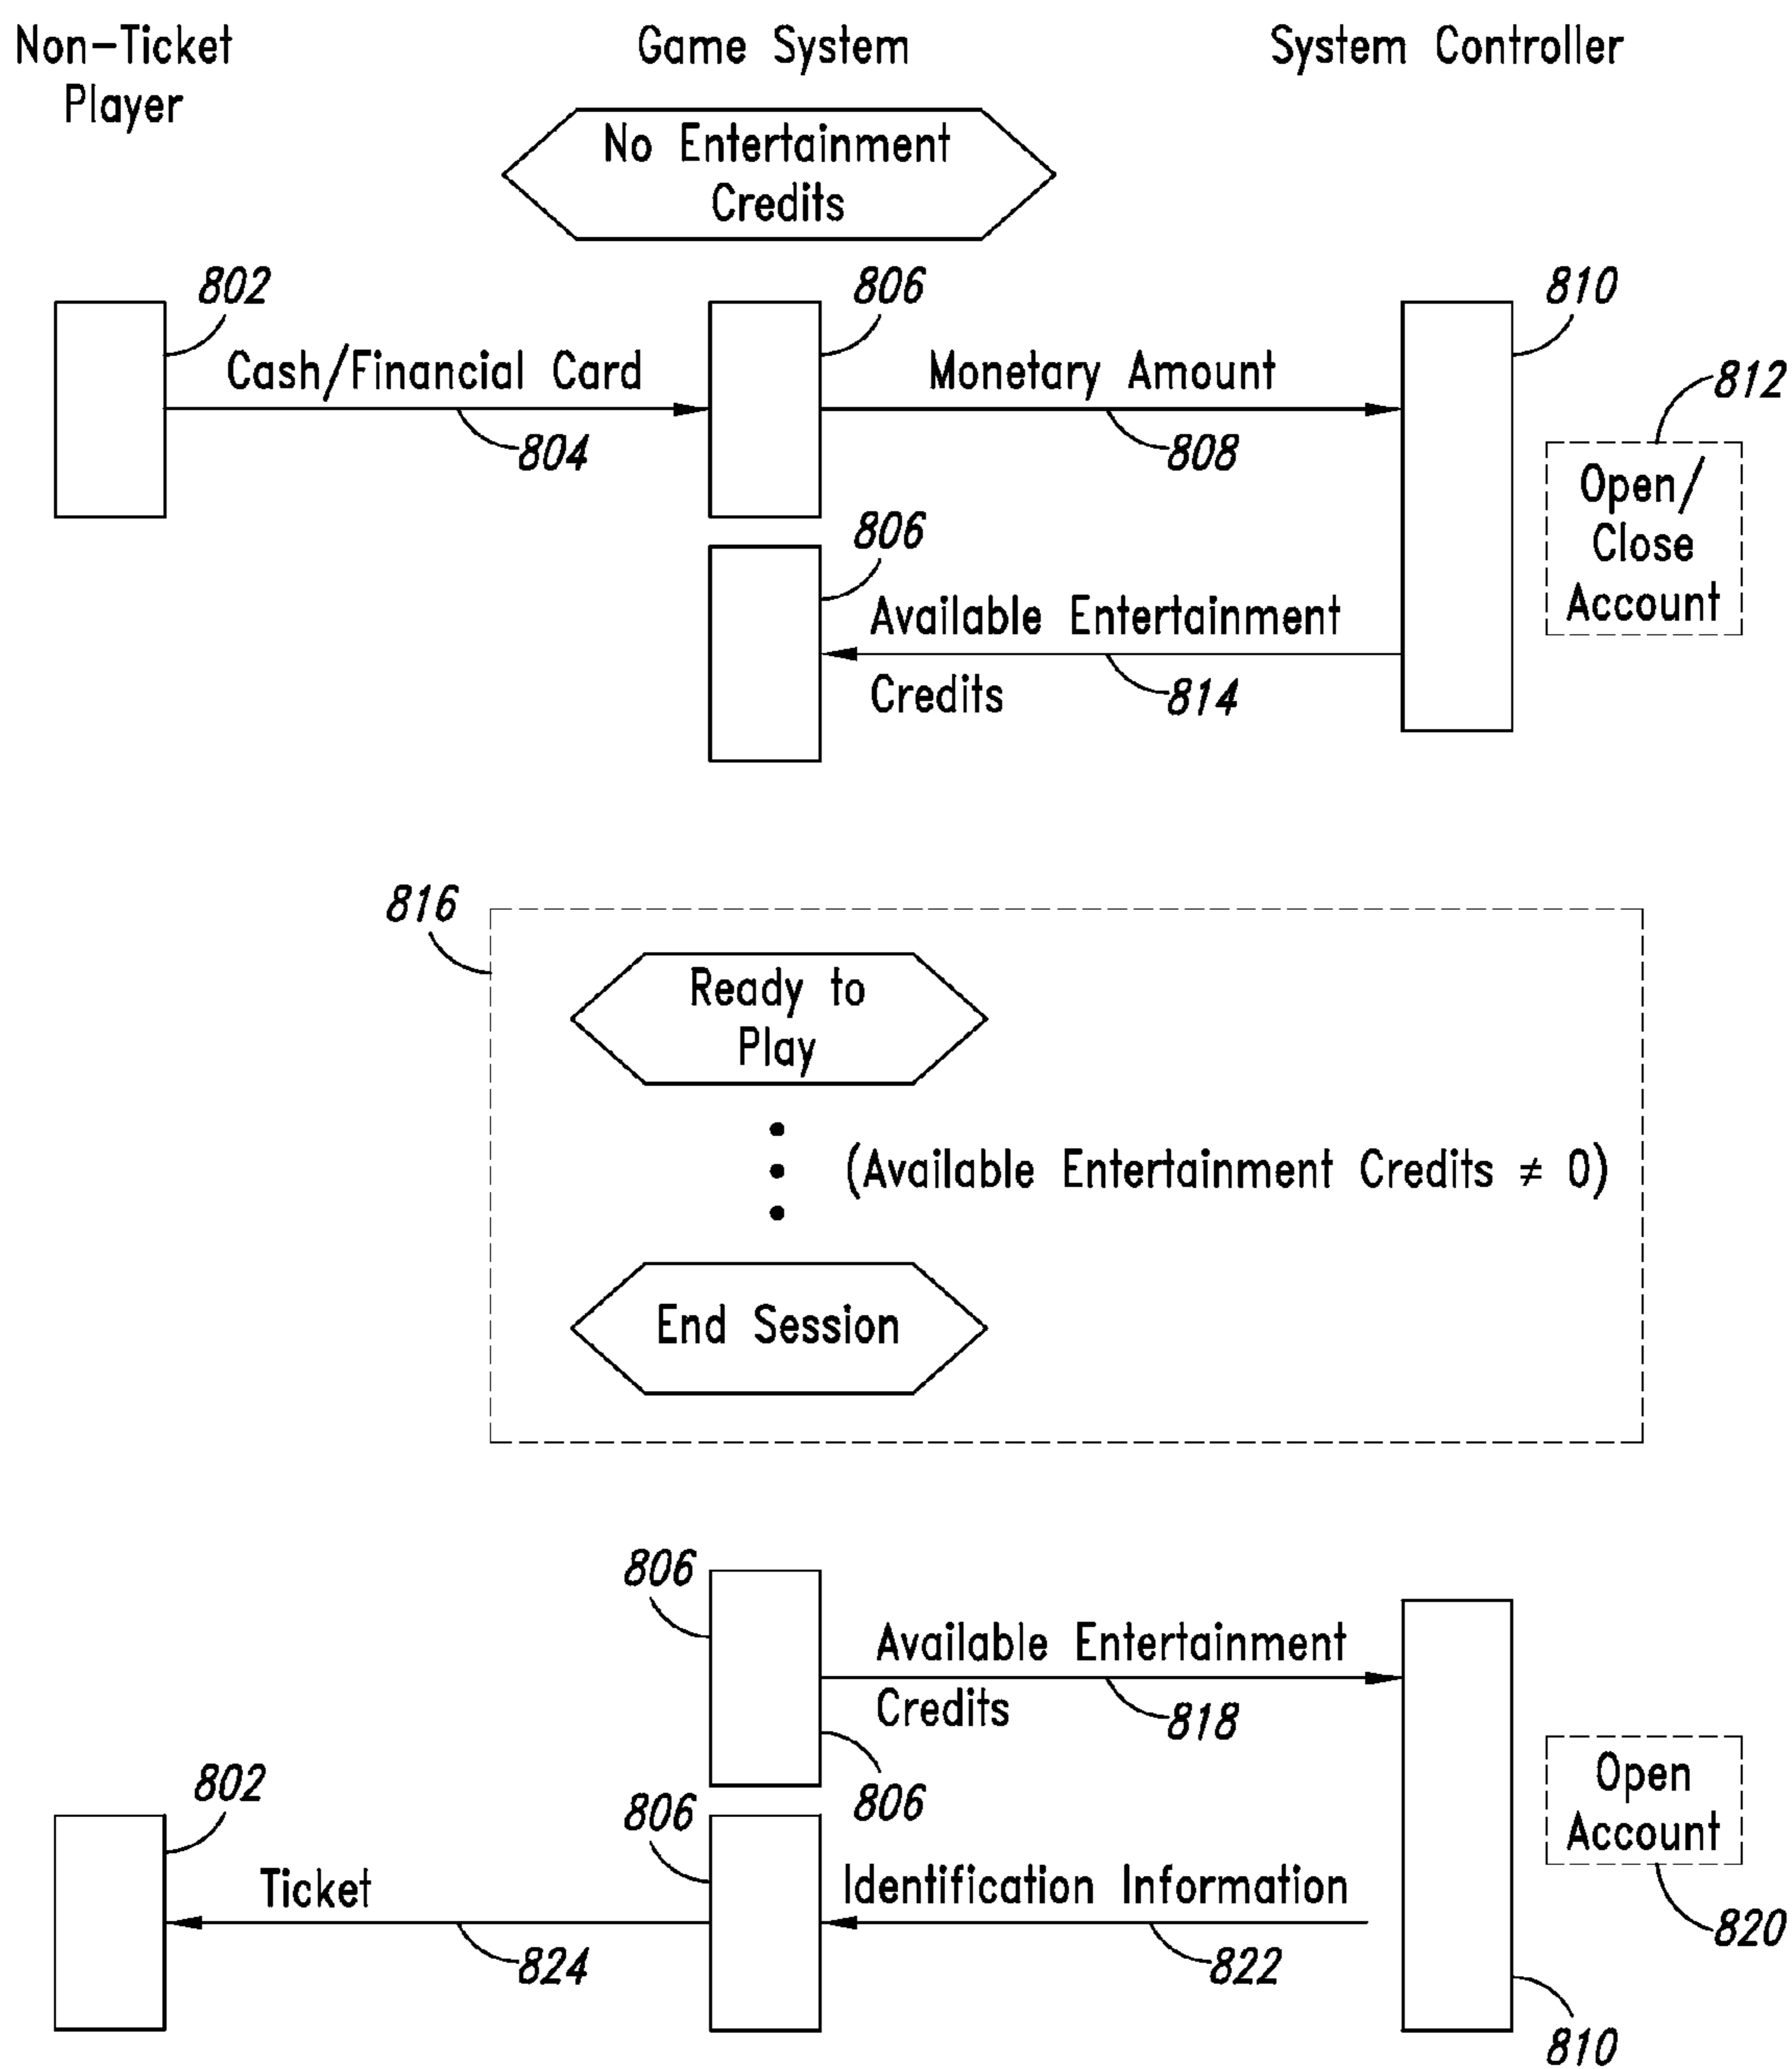 Non-Ticket
Player
Game System
System Controller
No Entertainment
Credits
802
806
810
Cash/Financial Card
804
Monetary Amount
808
812
Open/
Close
Account
806
Available Entertainment
Credits
814
816
Ready to
Play
(Available Entertainment Credits ≠ 0)
End Session
806
Available Entertainment
Credits
818
806
802
806
Open
Account
820
Ticket
824
Identification Information
822
810